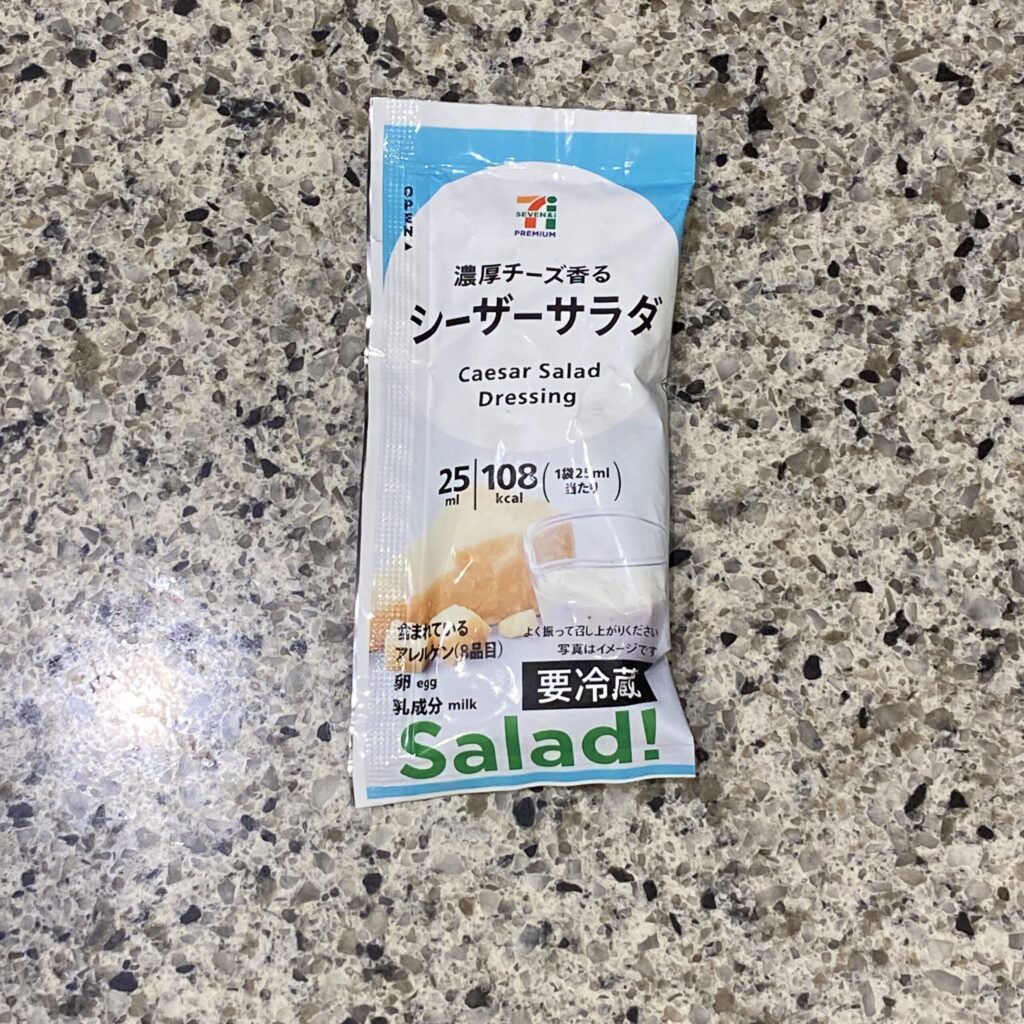 OPEN
SEVEN&i
PREMIUM
濃厚チーズ香る
シーザーサラダ
Caesar Salad
Dressing
25 ml 108 kcal (1袋25ml当たり)
含まれている
アレルゲン(8品目)
卵 egg
乳成分 milk
よく振って召し上がりください
写真はイメージです
要冷蔵
Salad!